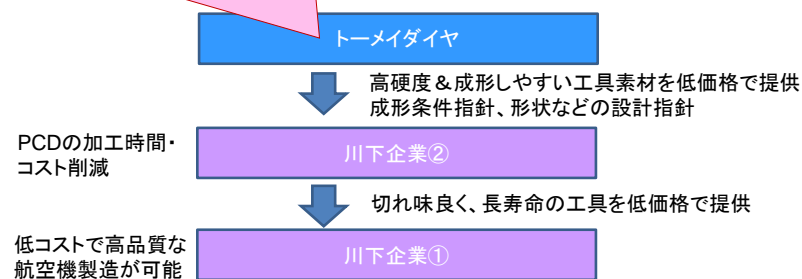 トーメイダイヤ
高硬度&成形しやすい工具素材を低価格で提供
成形条件指針、形状などの設計指針
PCDの加工時間・
コスト削減
川下企業②
切れ味良く、長寿命の工具を低価格で提供
低コストで高品質な
航空機製造が可能
川下企業①